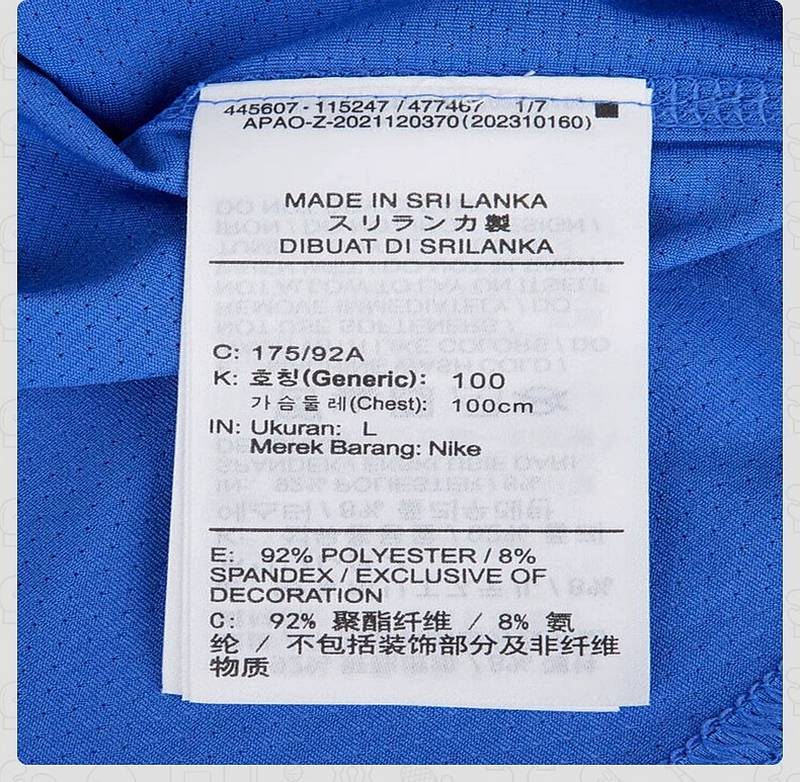 445607 - 115247 / 477467 1/7
APAO-Z-2021120370(202310160)
MADE IN SRI LANKA
スリランカ製
DIBUAT DI SRILANKA
C: 175/92A
K: 호칭(Generic): 100
가슴둘레(Chest): 100cm
IN: Ukuran: L
Merek Barang: Nike
E: 92% POLYESTER / 8%
SPANDEX / EXCLUSIVE OF
DECORATION
C: 92% 聚酯纤维 / 8% 氨
纶 / 不包括装饰部分及非纤维
物质